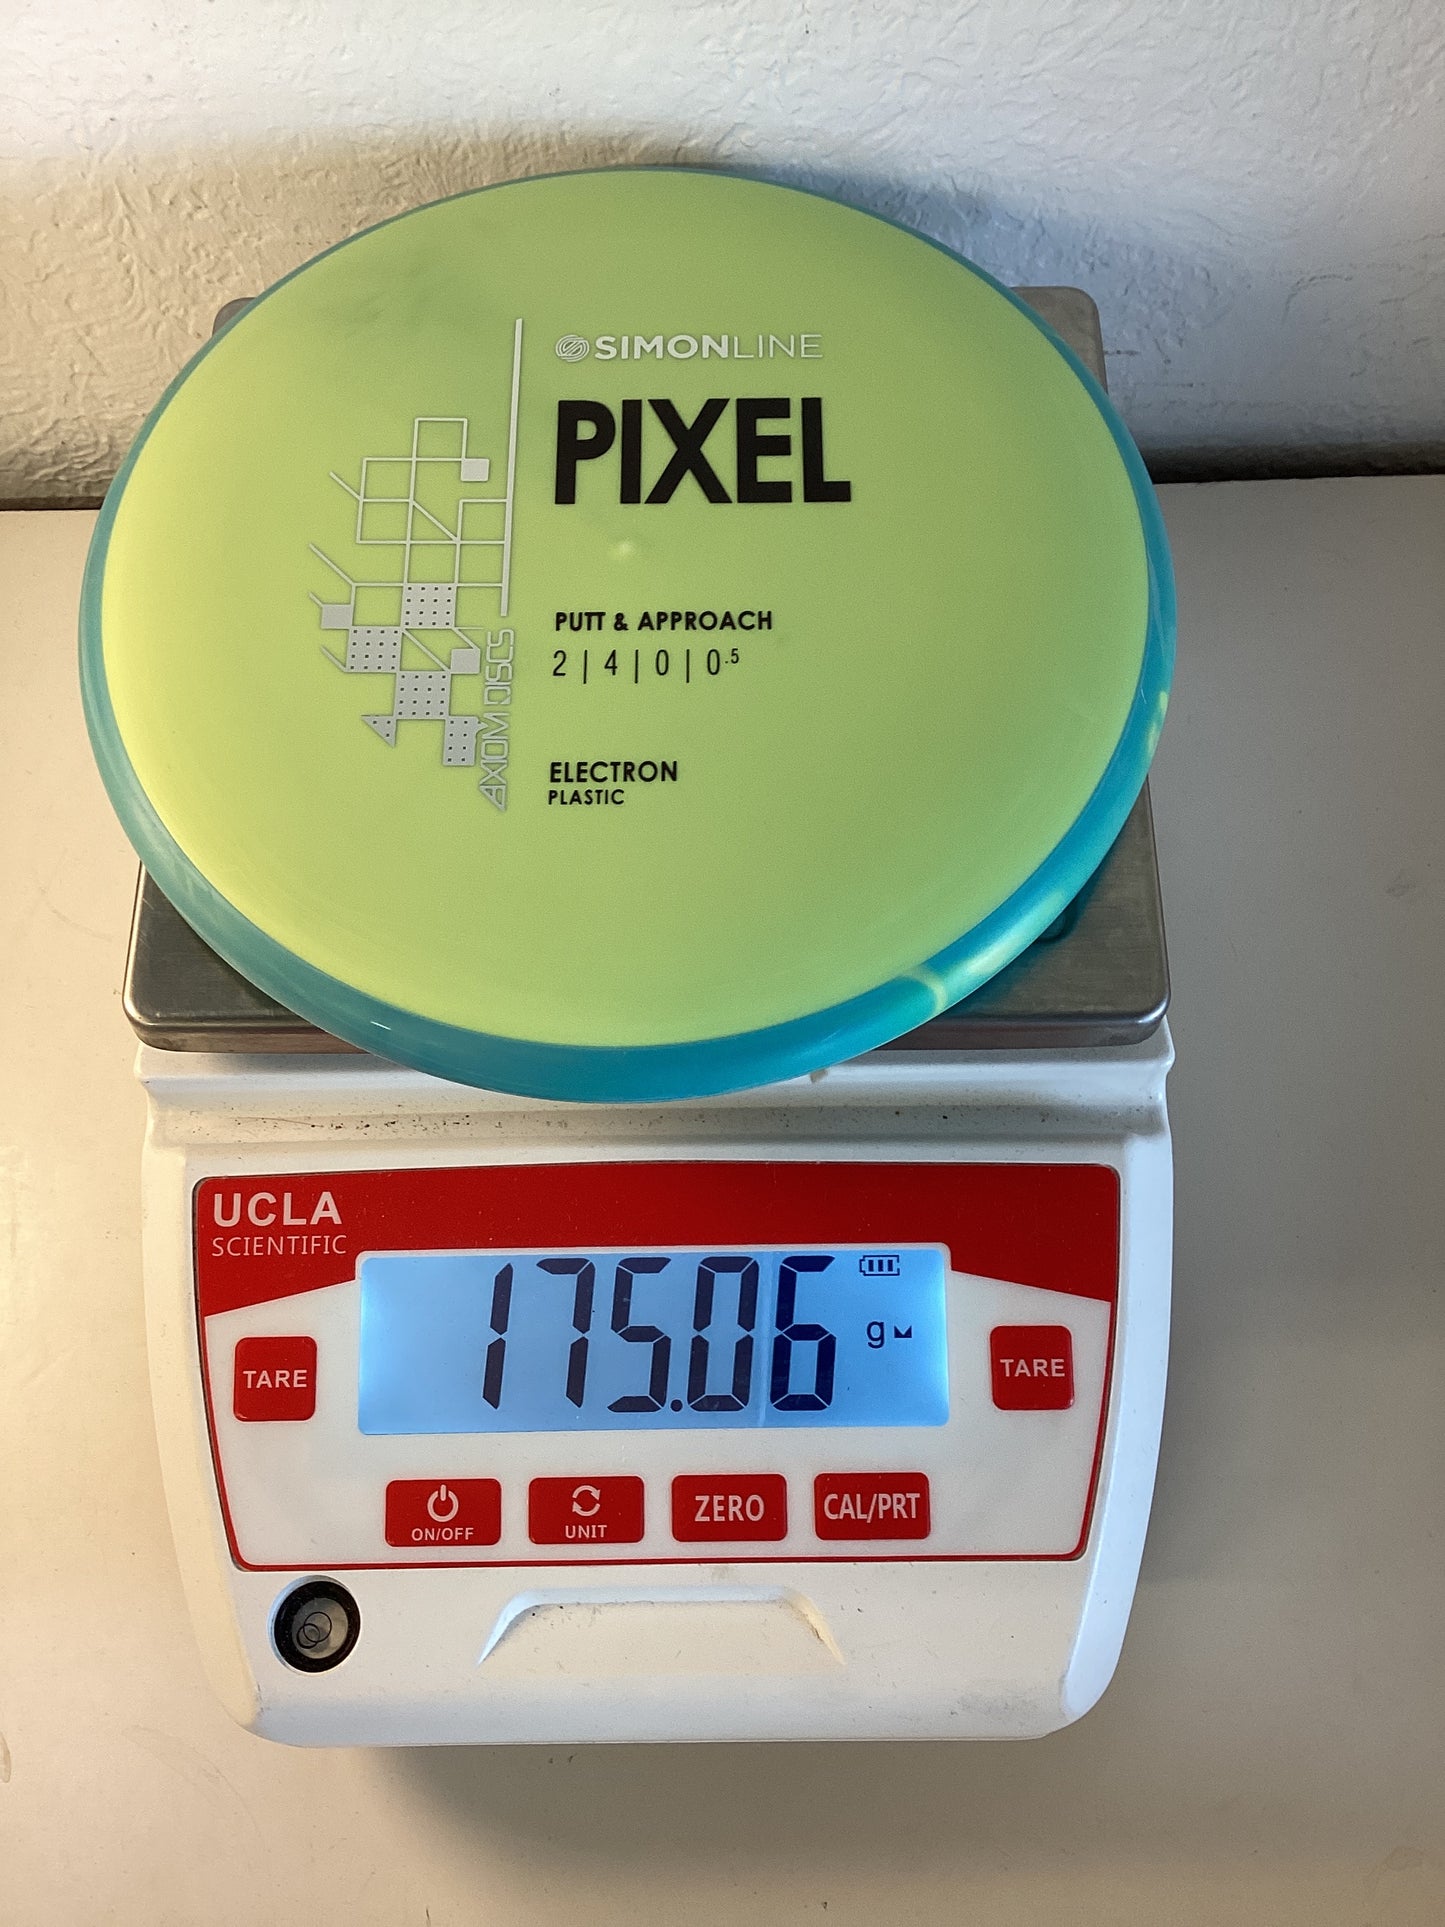 SIMONLINE
PIXEL
PUTT & APPROACH
2 | 4 | 0 | 0.5
ELECTRON
PLASTIC
AXIOM DISCS
UCLA
SCIENTIFIC
175.06
g
TARE
TARE
ON/OFF
UNIT
ZERO
CAL/PRT